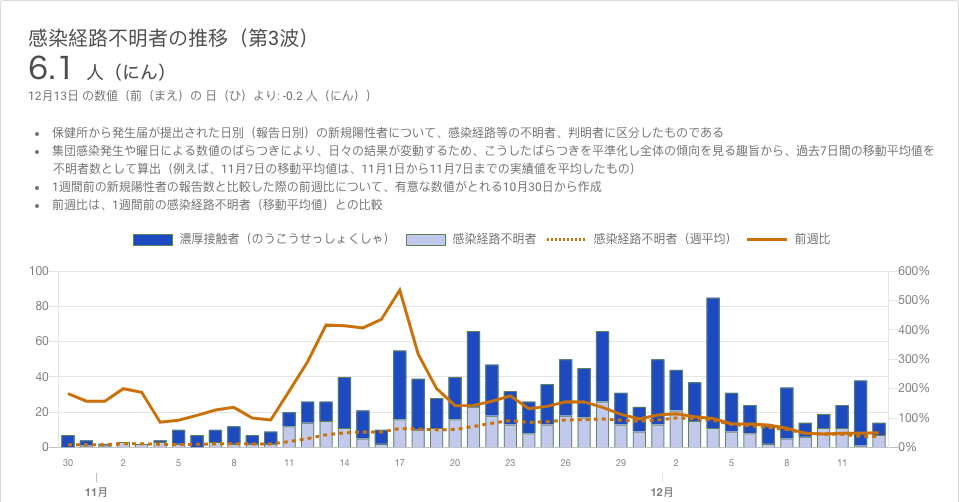 感染経路不明者の推移（第3波）
6.1 人（にん）
12月13日 の数値（前（まえ）の 日（ひ）より: -0.2 人（にん））
• 保健所から発生届が提出された日別（報告日別）の新規陽性者について、感染経路等の不明者、判明者に区分したものである
• 集団感染発生や曜日による数値のばらつきにより、日々の結果が変動するため、こうしたばらつきを平準化し全体の傾向を見る趣旨から、過去7日間の移動平均値を
不明者数として算出（例えば、11月7日の移動平均値は、11月1日から11月7日までの実績値を平均したもの）
• 1週間前の新規陽性者の報告数と比較した際の前週比について、有意な数値がとれる10月30日から作成
• 前週比は、1週間前の感染経路不明者（移動平均値）との比較
濃厚接触者（のうこうせっしょくしゃ） 感染経路不明者 感染経路不明者（週平均） 前週比
100 600%
500%
80
400%
60
300%
40
200%
20
100%
0 0%
30 2 5 8 11 14 17 20 23 26 29 2 5 8 11
11月 12月